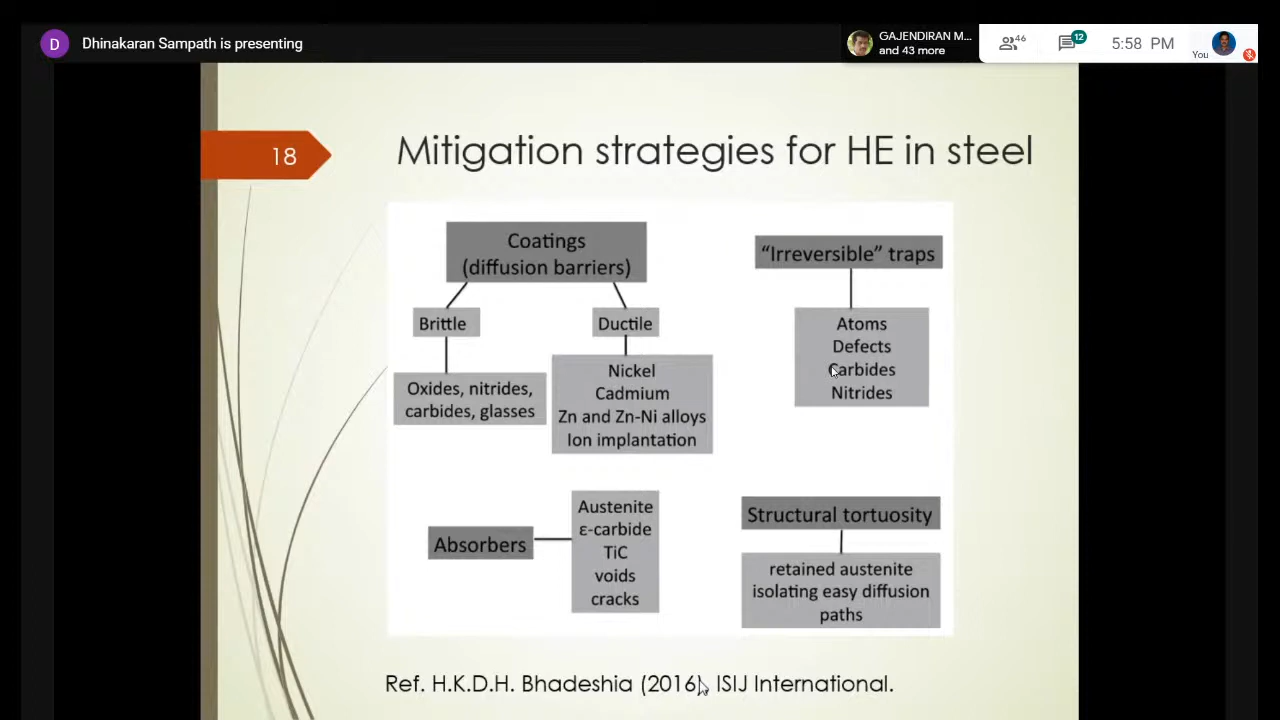 D
Dhinakaran Sampath is presenting
GAJENDIRAN M...
and 43 more
46
12
5:58 PM
You
18
Mitigation strategies for HE in steel
Coatings
(diffusion barriers)
Brittle
Ductile
Oxides, nitrides,
carbides, glasses
Nickel
Cadmium
Zn and Zn-Ni alloys
Ion implantation
"Irreversible" traps
Atoms
Defects
Carbides
Nitrides
Absorbers
Austenite
ε-carbide
TiC
voids
cracks
Structural tortuosity
retained austenite
isolating easy diffusion
paths
Ref. H.K.D.H. Bhadeshia (2016), ISIJ International.